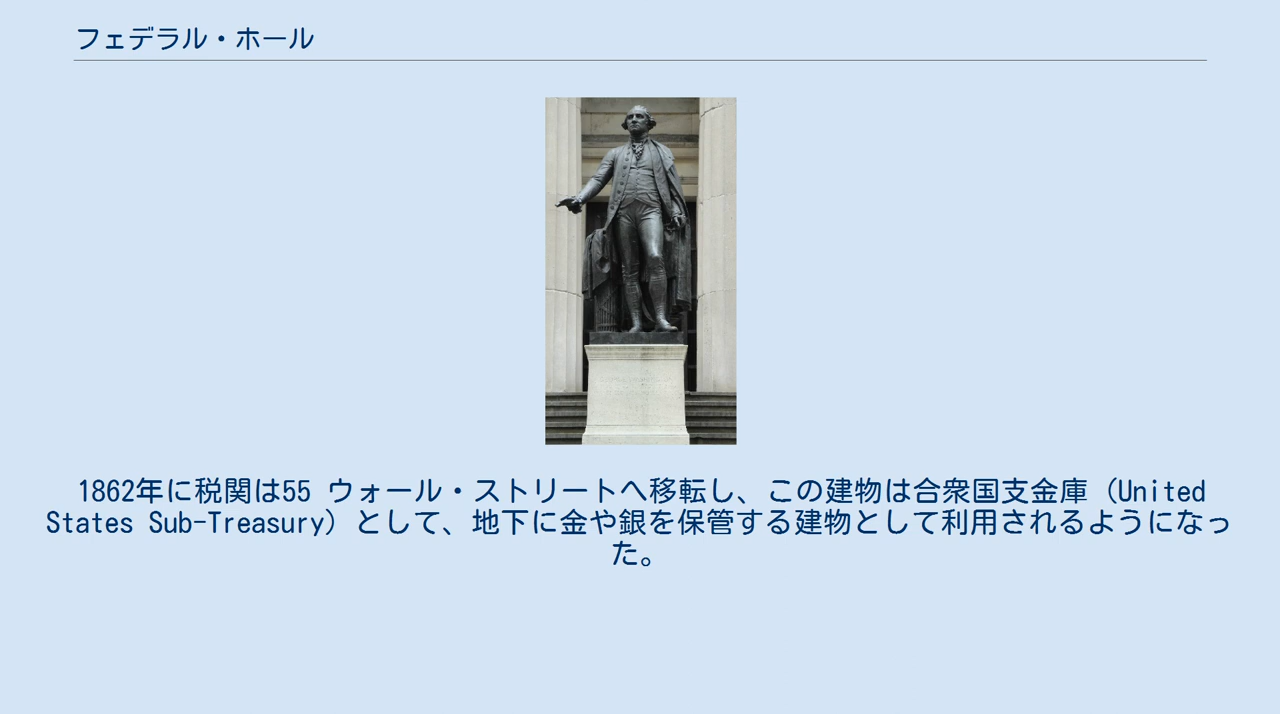 フェデラル・ホール
1862年に税関は55 ウォール・ストリートへ移転し、この建物は合衆国支金庫（United
States Sub-Treasury）として、地下に金や銀を保管する建物として利用されるようになっ
た。